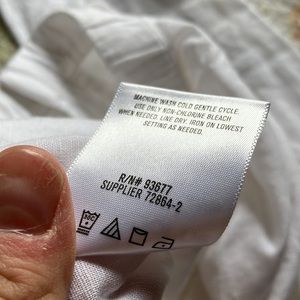 MACHINE WASH COLD GENTLE CYCLE.
USE ONLY NON-CHLORINE BLEACH
WHEN NEEDED. LINE DRY. IRON ON LOWEST
SETTING AS NEEDED.
R/N# 93677
SUPPLIER 72864-2